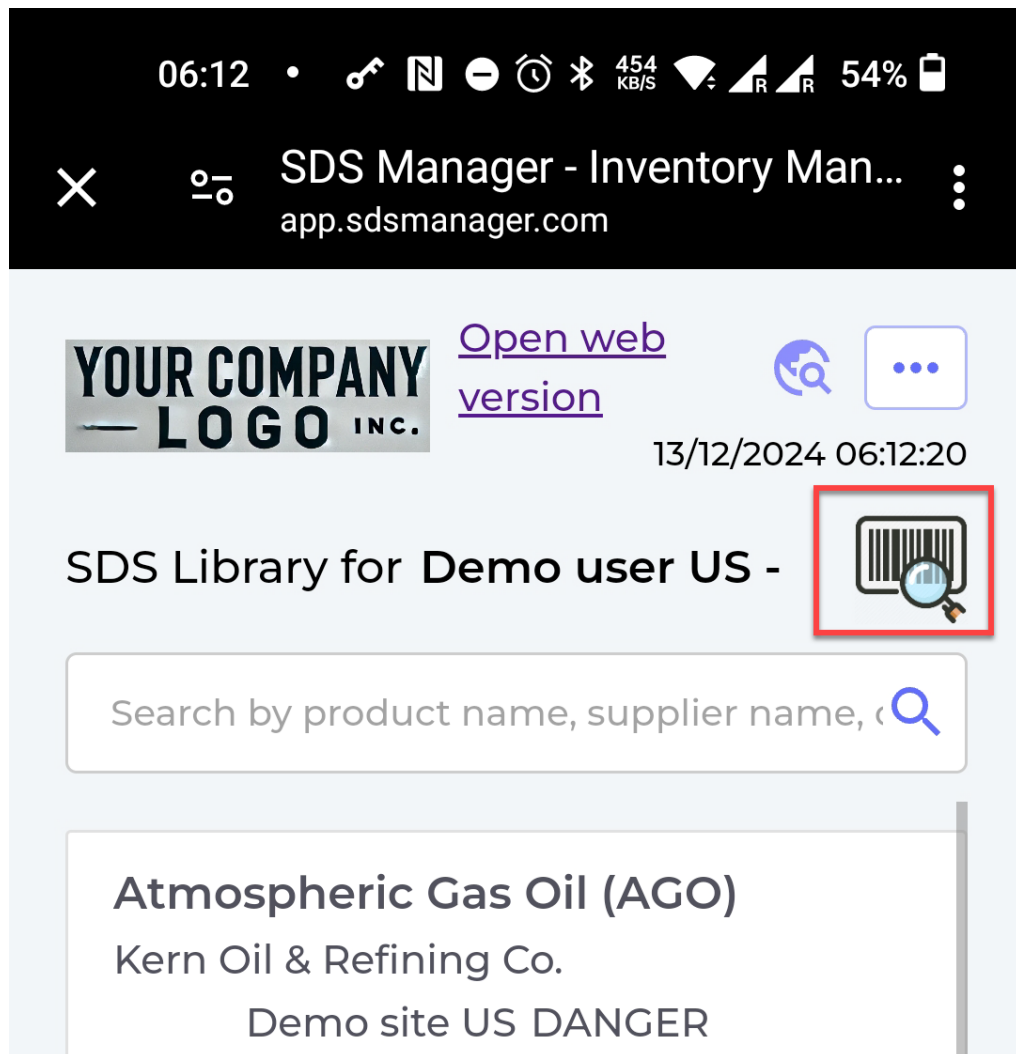 06:12 • 454 KB/S R R 54%
SDS Manager - Inventory Man...
app.sdsmanager.com
YOUR COMPANY
LOGO INC.
Open web
version
13/12/2024 06:12:20
SDS Library for Demo user US -
Search by product name, supplier name,
Atmospheric Gas Oil (AGO)
Kern Oil & Refining Co.
Demo site US DANGER